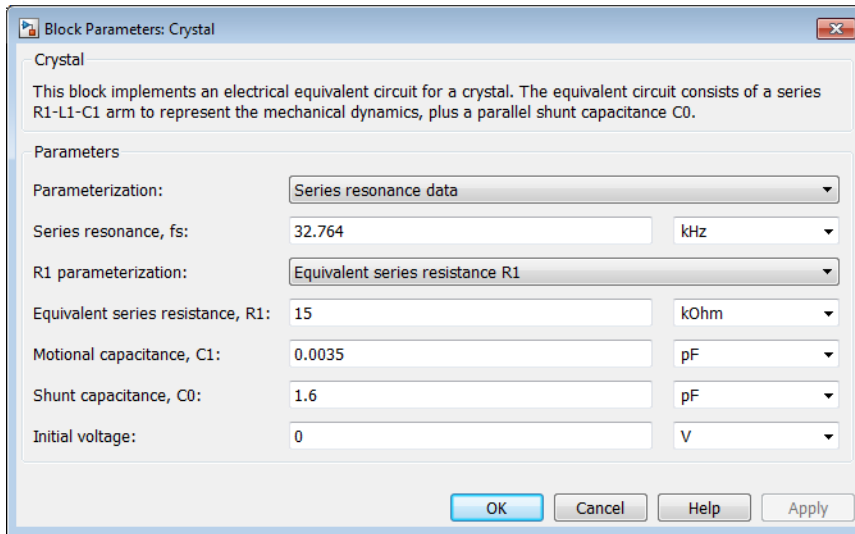 Block Parameters: Crystal
Crystal
This block implements an electrical equivalent circuit for a crystal. The equivalent circuit consists of a series
R1-L1-C1 arm to represent the mechanical dynamics, plus a parallel shunt capacitance C0.
Parameters
Parameterization: Series resonance data
Series resonance, fs: 32.764 kHz
R1 parameterization: Equivalent series resistance R1
Equivalent series resistance, R1: 15 kOhm
Motional capacitance, C1: 0.0035 pF
Shunt capacitance, C0: 1.6 pF
Initial voltage: 0 V
OK Cancel Help Apply